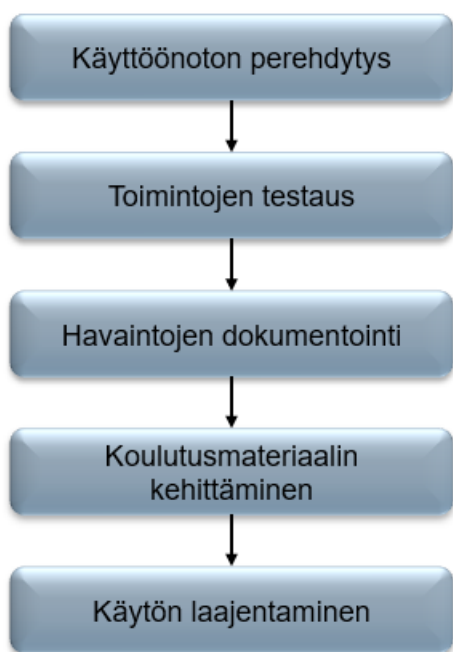 Käyttöönoton perehdytys
Toimintojen testaus
Havaintojen dokumentointi
Koulutusmateriaalin
kehittäminen
Käytön laajentaminen